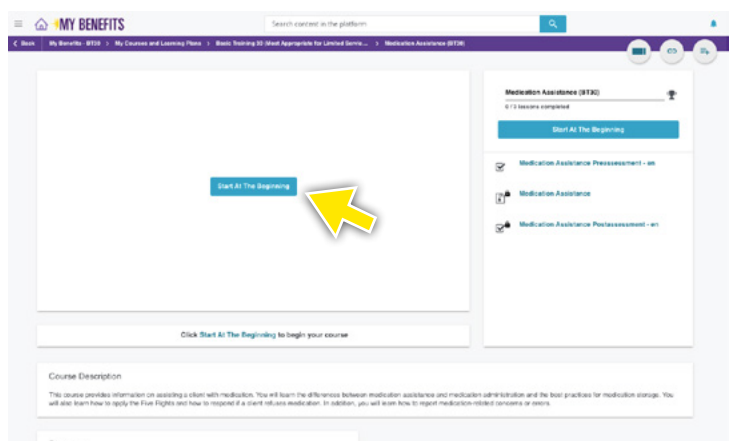 MY BENEFITS
Search content in the platform
Back My Benefits - BT30 > My Courses and Learning Plans > Basic Training 30 (Most Appropriate for Limited Servic... > Medication Assistance (BT30)
Medication Assistance (BT30)
0 / 3 lessons completed
Start At The Beginning
Start At The Beginning
Medication Assistance Preassessment - en
Medication Assistance
Medication Assistance Postassessment - en
Click Start At The Beginning to begin your course
Course Description
This course provides information on assisting a client with medication. You will learn the differences between medication assistance and medication administration and the best practices for medication storage. You
will also learn how to apply the Five Rights and how to respond if a client refuses medication. In addition, you will learn how to report medication-related concerns or errors.